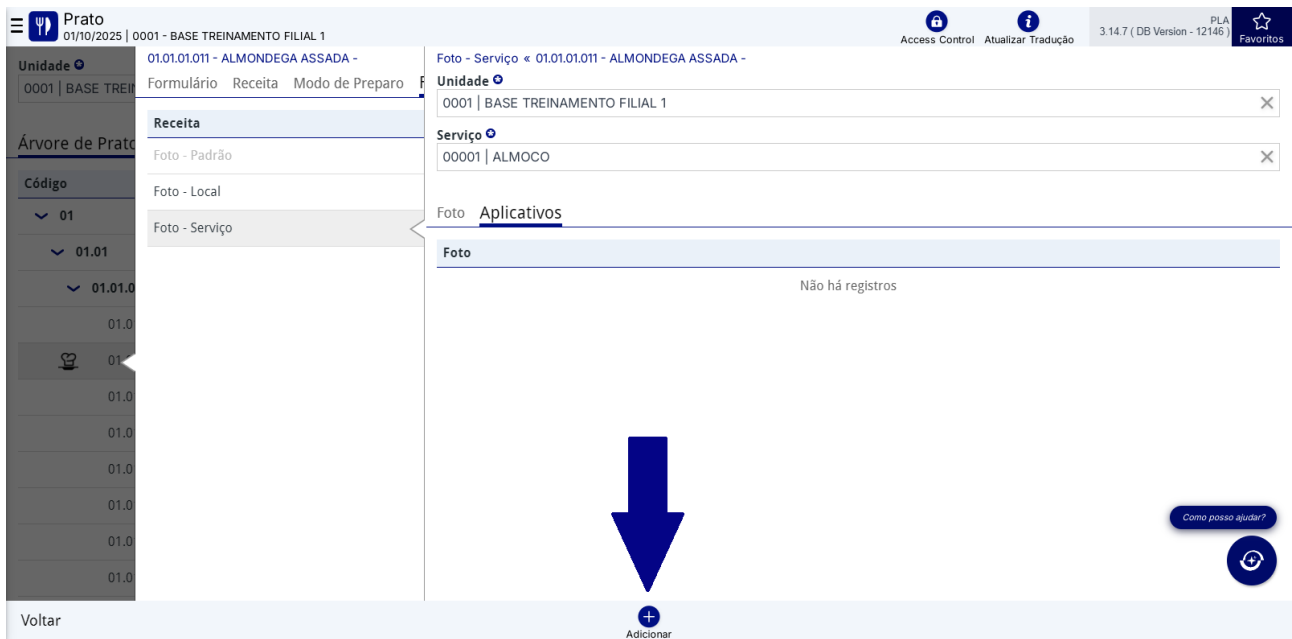 Prato
01/10/2025 | 0001 - BASE TREINAMENTO FILIAL 1
Access Control
Atualizar Tradução
PLA
3.14.7 ( DB Version - 12146 )
Favoritos
Unidade
0001 | BASE TREIN
Árvore de Prato
Código
01
01.01
01.01.0
01.0
01.0
01.0
01.0
01.0
01.0
01.0
01.01.01.011 - ALMONDEGA ASSADA -
Formulário Receita Modo de Preparo
Receita
Foto - Padrão
Foto - Local
Foto - Serviço
Foto - Serviço « 01.01.01.011 - ALMONDEGA ASSADA -
Unidade
0001 | BASE TREINAMENTO FILIAL 1
Serviço
00001 | ALMOCO
Foto Aplicativos
Foto
Não há registros
Como posso ajudar?
Voltar
Adicionar